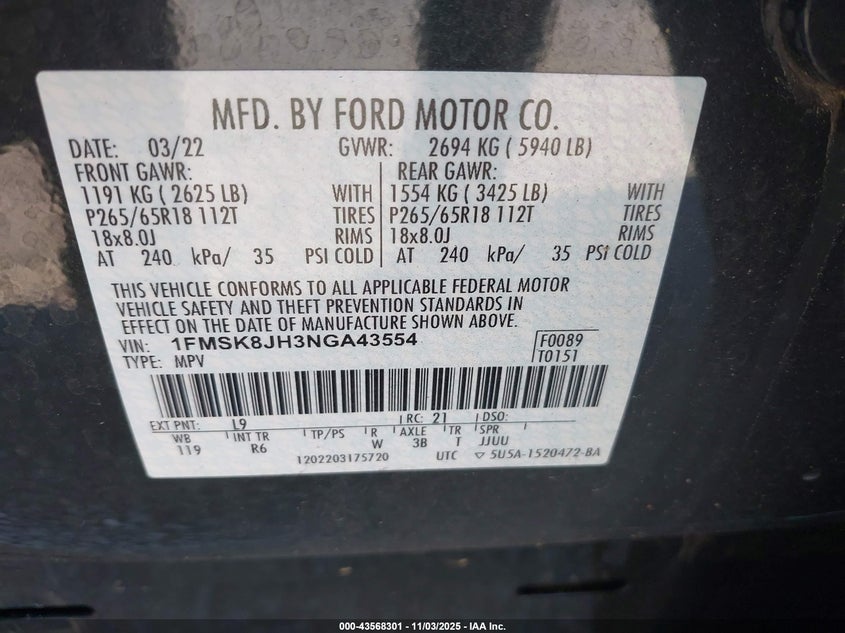 MFD. BY FORD MOTOR CO.
DATE: 03/22 GVWR: 2694 KG ( 5940 LB)
FRONT GAWR: REAR GAWR:
1191 KG ( 2625 LB) WITH 1554 KG ( 3425 LB) WITH
P265/65R18 112T TIRES P265/65R18 112T TIRES
18x8.0J RIMS 18x8.0J RIMS
AT 240 kPa/ 35 PSI COLD AT 240 kPa/ 35 PSI COLD
THIS VEHICLE CONFORMS TO ALL APPLICABLE FEDERAL MOTOR
VEHICLE SAFETY AND THEFT PREVENTION STANDARDS IN
EFFECT ON THE DATE OF MANUFACTURE SHOWN ABOVE.
VIN: 1FMSK8JH3NGA43554 F0089
TYPE: MPV T0151
EXT PNT: L9 RC: 21 DSO:
WB INT TR TP/PS R AXLE TR SPR
119 R6 W 3B T JJUU
1202203175720 UTC ▽ 5U5A-1520472-BA
000-43568301 - 11/03/2025 - IAA Inc.